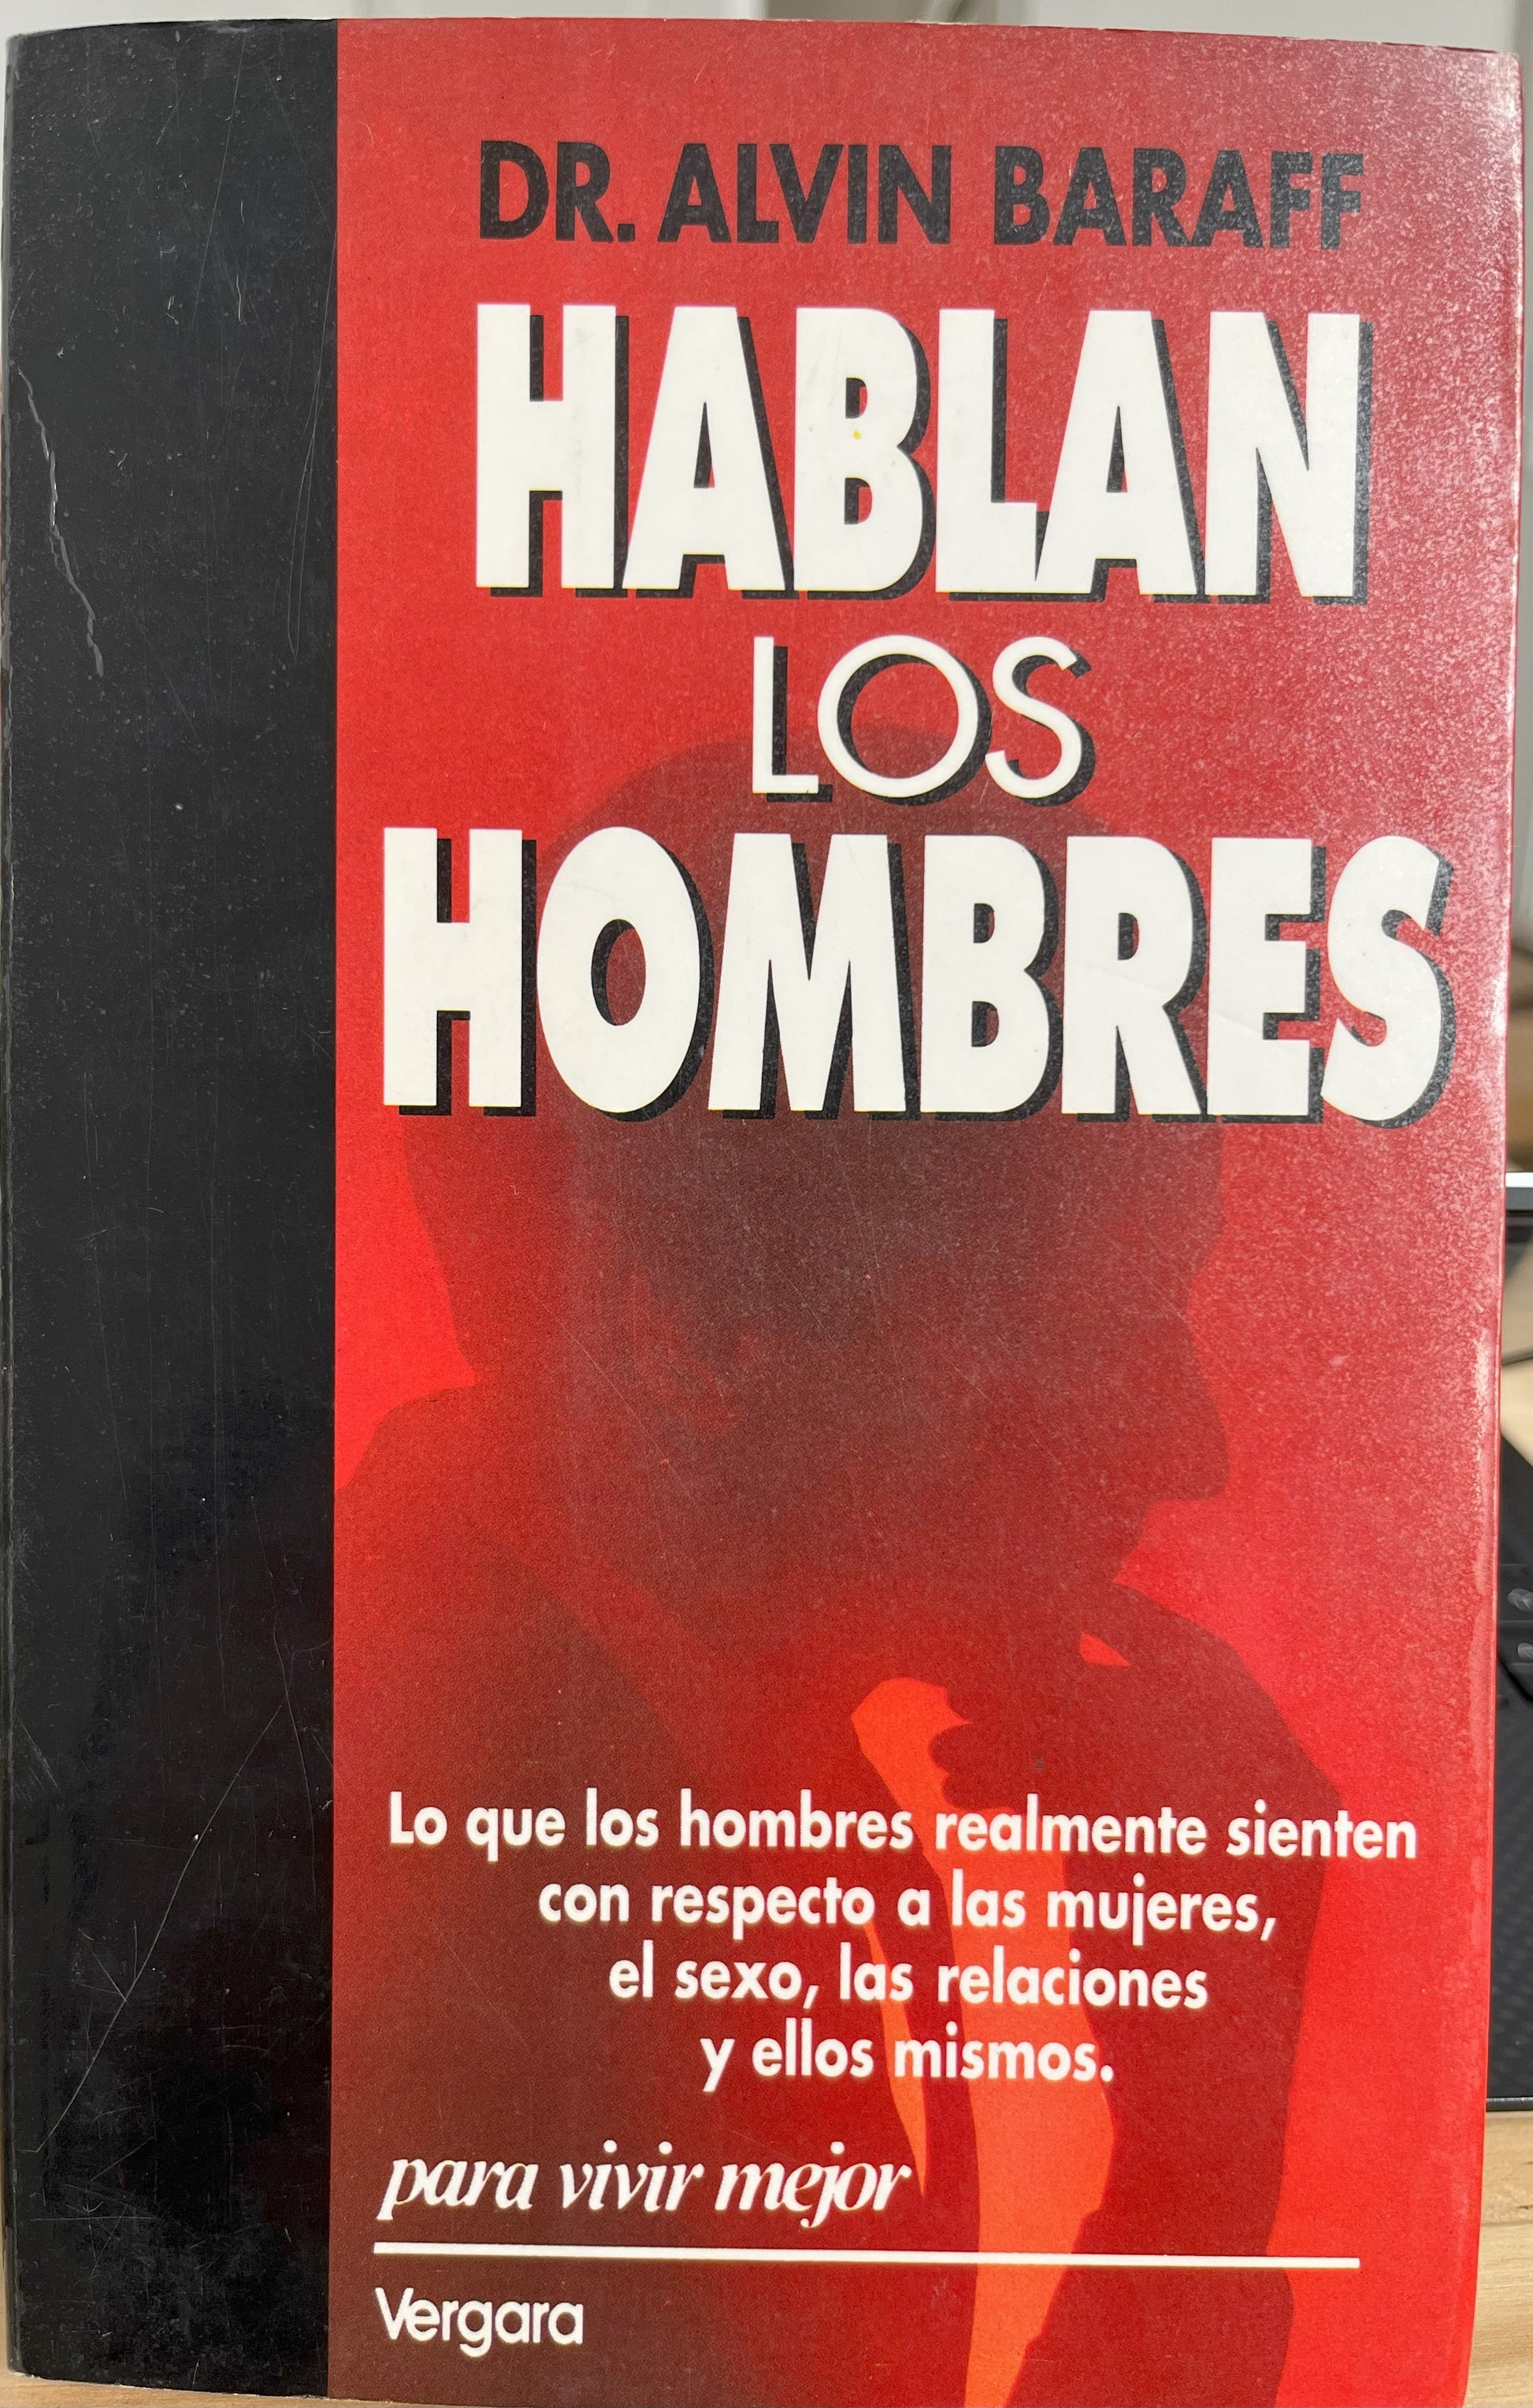 DR. ALVIN BARAFF
HABLAN
LOS
HOMBRES
Lo que los hombres realmente sienten
con respecto a las mujeres,
el sexo, las relaciones
y ellos mismos.
para vivir mejor
Vergara